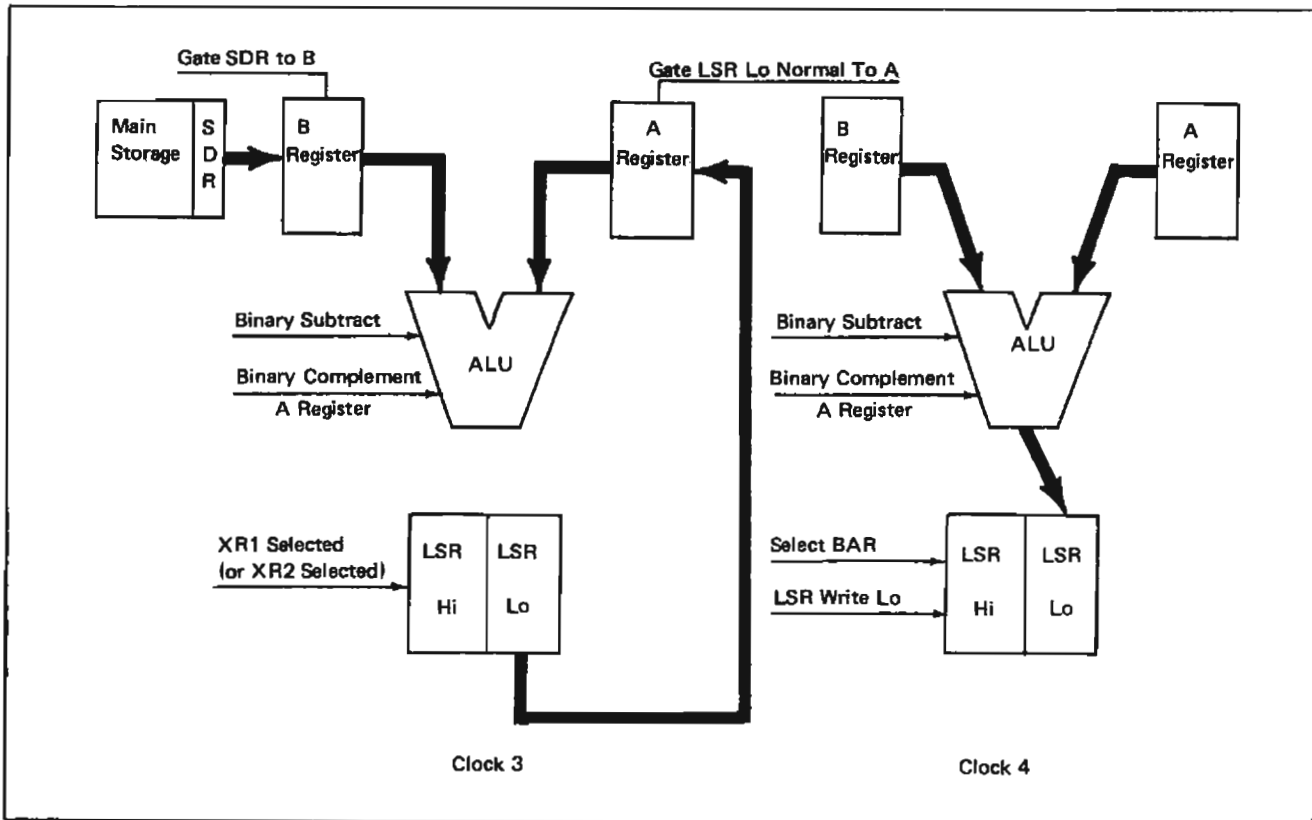 Gate SDR to B
Gate LSR Lo Normal To A
Main
Storage
S
D
R
B
Register
A
Register
B
Register
A
Register
Binary Subtract
ALU
Binary Complement
A Register
Binary Subtract
ALU
Binary Complement
A Register
XR1 Selected
(or XR2 Selected)
LSR
Hi
LSR
Lo
Select BAR
LSR Write Lo
LSR
Hi
LSR
Lo
Clock 3
Clock 4